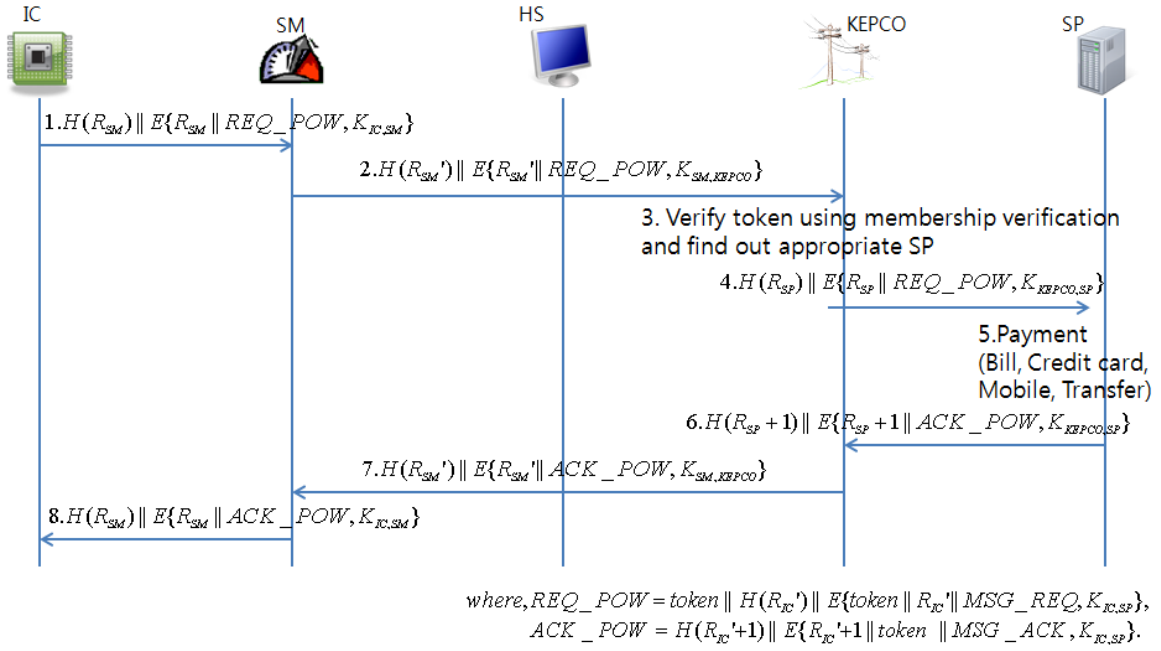 IC
SM
HS
KEPCO
SP
1.H(R_SM) || E{R_SM || REQ_POW, K_IC,SM}
2.H(R_SM') || E{R_SM' || REQ_POW, K_SM,KEPCO}
3. Verify token using membership verification
and find out appropriate SP
4.H(R_SP) || E{R_SP || REQ_POW, K_KEPCO,SP}
5.Payment
(Bill, Credit card,
Mobile, Transfer)
6.H(R_SP +1) || E{R_SP +1 || ACK_POW, K_KEPCO,SP}
7.H(R_SM') || E{R_SM' || ACK_POW, K_SM,KEPCO}
8.H(R_SM) || E{R_SM || ACK_POW, K_IC,SM}
where, REQ_POW = token || H(R_IC') || E{token || R_IC' || MSG_REQ, K_IC,SP},
ACK_POW = H(R_IC'+1) || E{R_IC'+1 || token || MSG_ACK, K_IC,SP}.